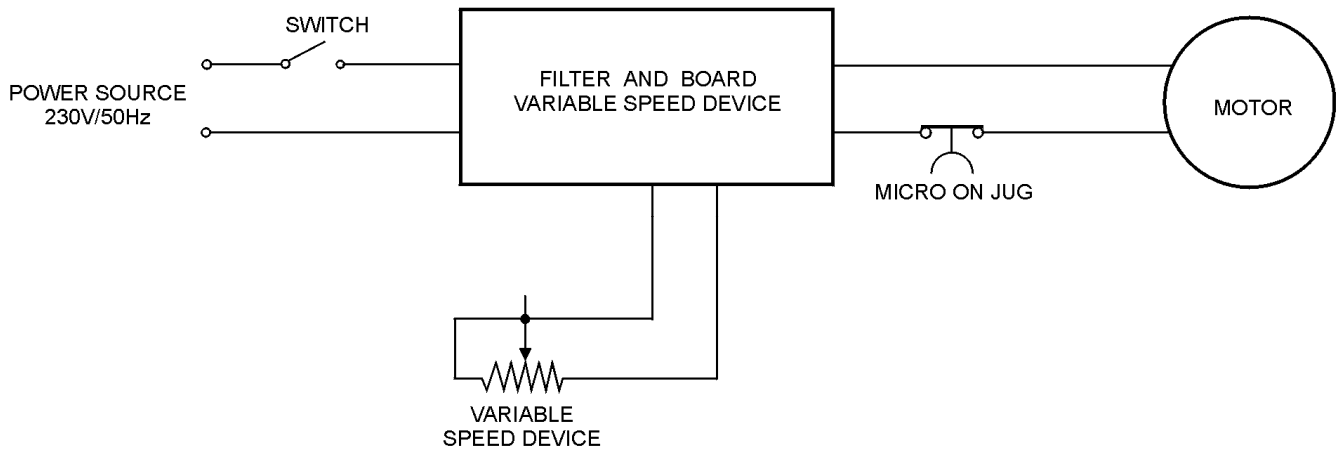 SWITCH
POWER SOURCE
230V/50Hz
FILTER AND BOARD
VARIABLE SPEED DEVICE
MOTOR
MICRO ON JUG
VARIABLE
SPEED DEVICE